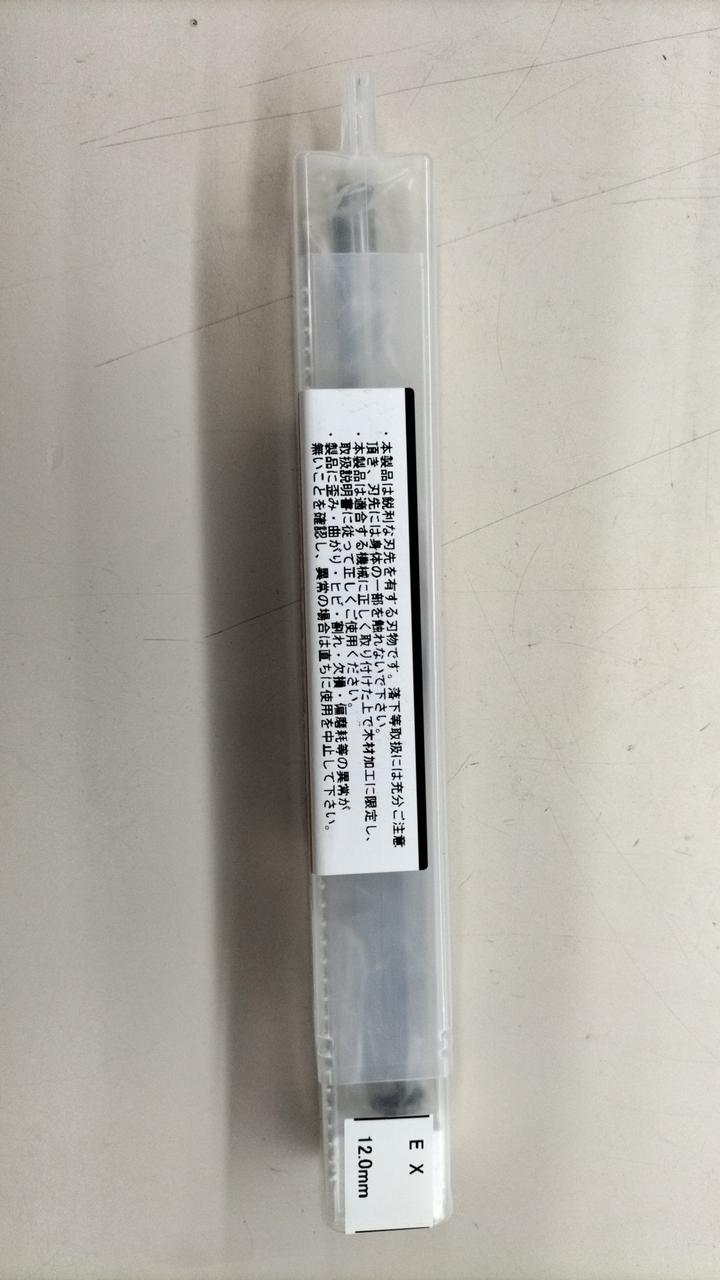 ・本製品は鋭利な刃先を有する刃物です。落下等取扱には充分ご注意
頂き、刃先には身体の一部を触れないで下さい。
・本製品は適合する機械に正しく取り付けた上で木材加工に限定し、
取扱説明書に従って正しくご使用ください。
・製品に歪み・曲がり・ヒビ・割れ・欠損・偏磨耗等の異常が
無いことを確認し、異常の場合は直ちに使用を中止して下さい。
EX
12.0mm